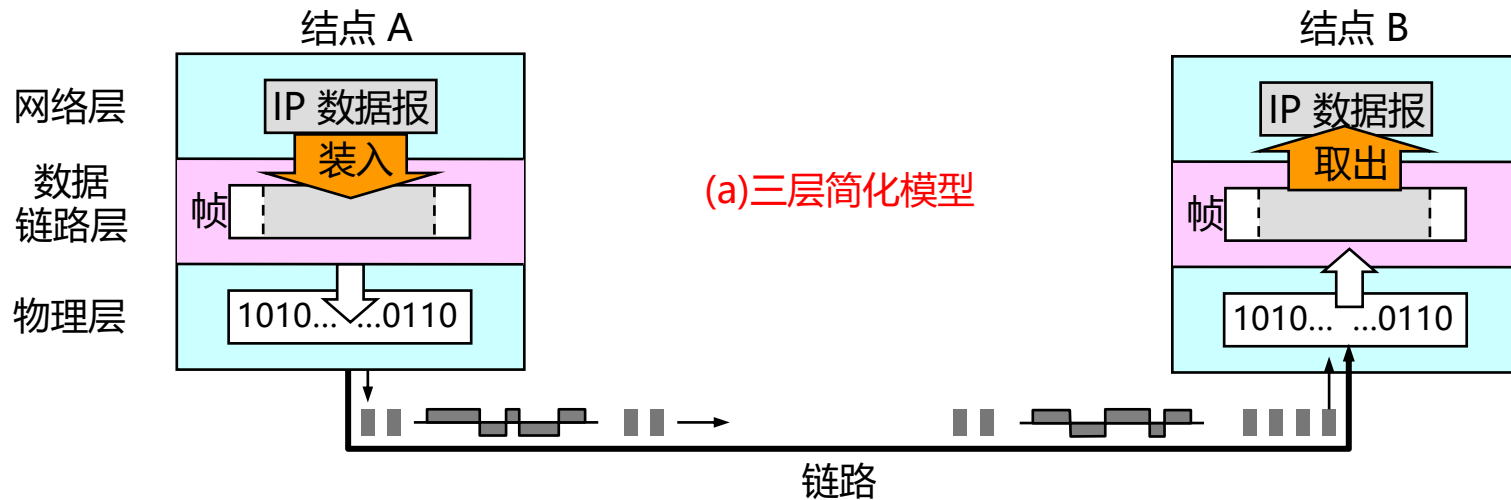 结点 A
结点 B
网络层
IP 数据报
IP 数据报
装入
取出
数据
链路层
帧
(a)三层简化模型
帧
物理层
1010... ...0110
1010... ...0110
链路